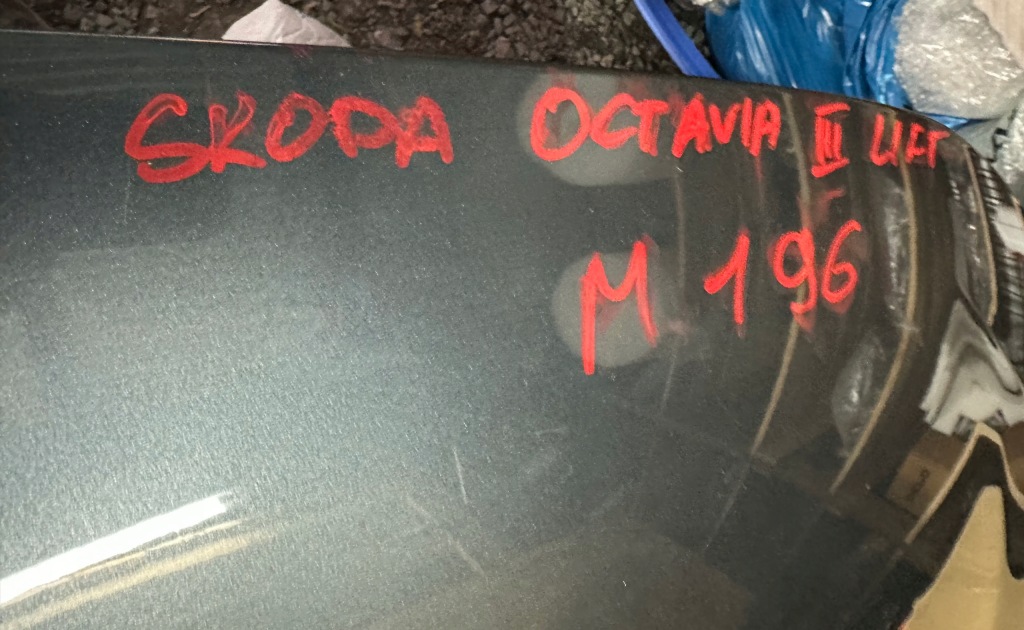 SKODA OCTAVIA III LIFT
M 196